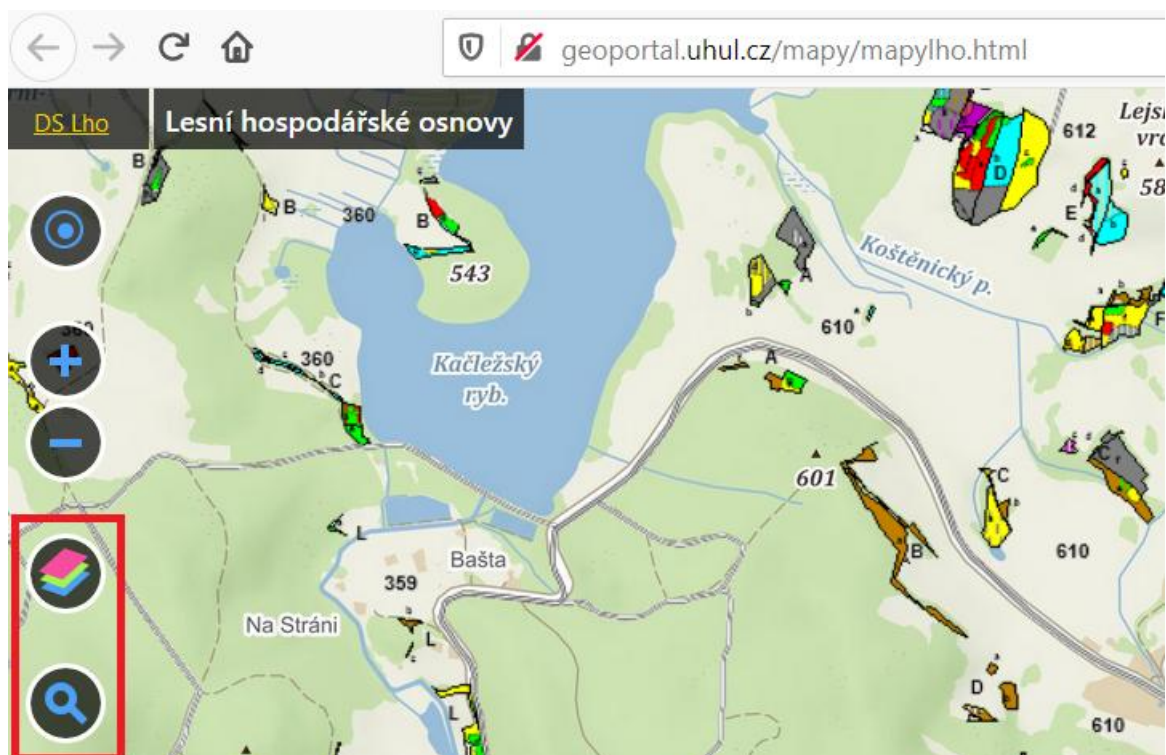 geoportal.uhul.cz/mapy/mapylho.html
DS Lho
Lesní hospodářské osnovy
B
B
360
B
543
612
D
E
58
Koštěnický p.
A
610
F
360
C
Kačležský
ryb.
A
601
C
C
B
610
L
Bašta
359
Na Stráni
L
L
D
610